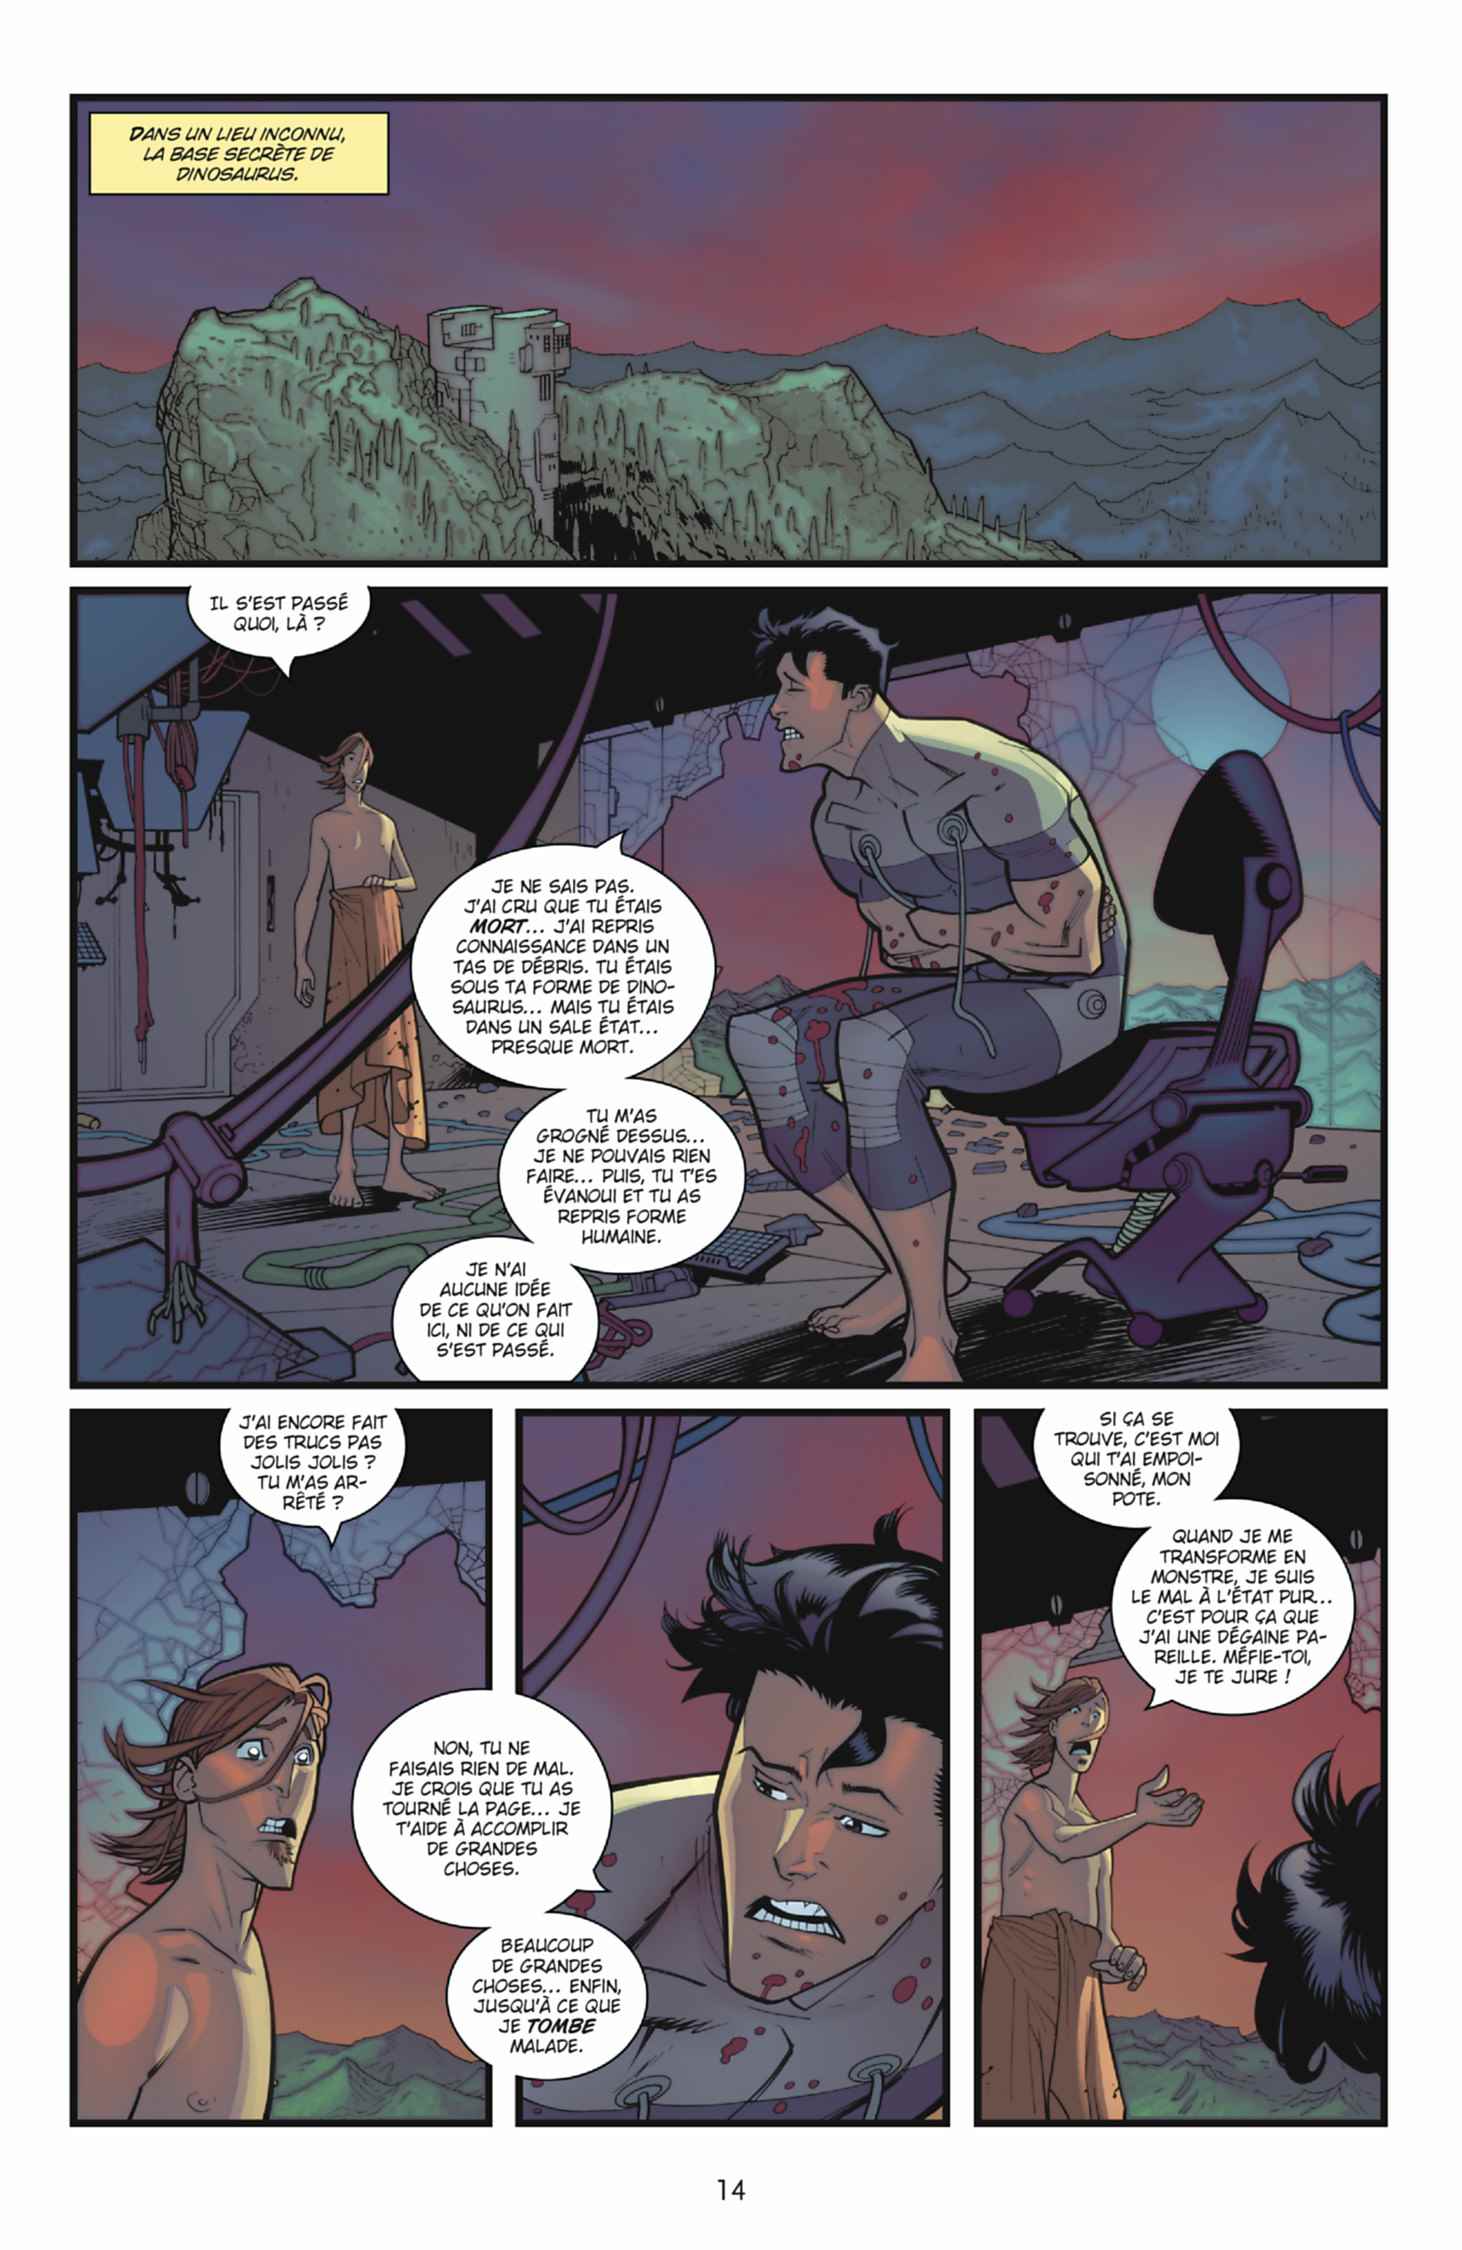 DANS UN LIEU INCONNU,
LA BASE SECRÈTE DE
DINOSAURUS.
IL S'EST PASSÉ
QUOI, LÀ ?
JE NE SAIS PAS.
J'AI CRU QUE TU ÉTAIS
MORT... J'AI REPRIS
CONNAISSANCE DANS UN
TAS DE DÉBRIS. TU ÉTAIS
SOUS TA FORME DE DINO-
SAURUS... MAIS TU ÉTAIS
DANS UN SALE ÉTAT...
PRESQUE MORT.
TU M'AS
GROGNÉ DESSUS...
JE NE POUVAIS RIEN
FAIRE... PUIS, TU T'ES
ÉVANOUI ET TU AS
REPRIS FORME
HUMAINE.
JE N'AI
AUCUNE IDÉE
DE CE QU'ON FAIT
ICI, NI DE CE QUI
S'EST PASSÉ.
J'AI ENCORE FAIT
DES TRUCS PAS
JOLIS JOLIS ?
TU M'AS AR-
RÊTÉ ?
NON, TU NE
FAISAIS RIEN DE MAL.
JE CROIS QUE TU AS
TOURNÉ LA PAGE... JE
T'AIDE À ACCOMPLIR
DE GRANDES
CHOSES.
BEAUCOUP
DE GRANDES
CHOSES... ENFIN,
JUSQU'À CE QUE
JE TOMBE
MALADE.
SI ÇA SE
TROUVE, C'EST MOI
QUI T'AI EMPOI-
SONNÉ, MON
POTE.
QUAND JE ME
TRANSFORME EN
MONSTRE, JE SUIS
LE MAL À L'ÉTAT PUR...
C'EST POUR ÇA QUE
J'AI UNE DÉGAINE PA-
REILLE. MÉFIE-TOI,
JE TE JURE !
14